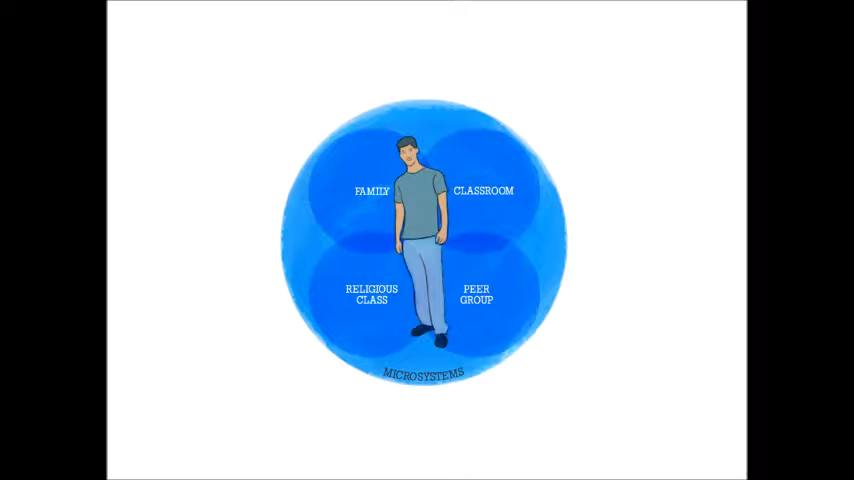 FAMILY
CLASSROOM
RELIGIOUS
CLASS
PEER
GROUP
MICROSYSTEMS